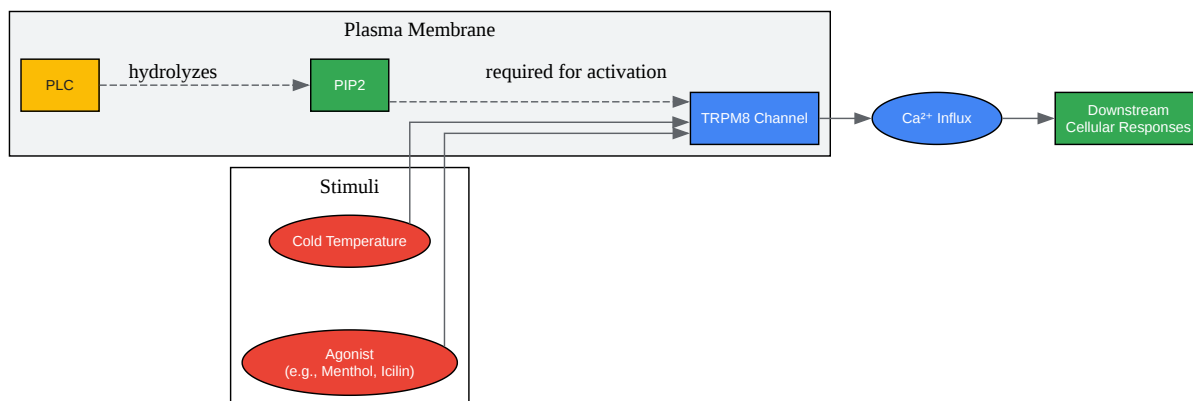 Plasma Membrane
PLC
hydrolyzes
PIP2
required for activation
TRPM8 Channel
Ca²⁺ Influx
Downstream
Cellular Responses
Stimuli
Cold Temperature
Agonist
(e.g., Menthol, Icilin)